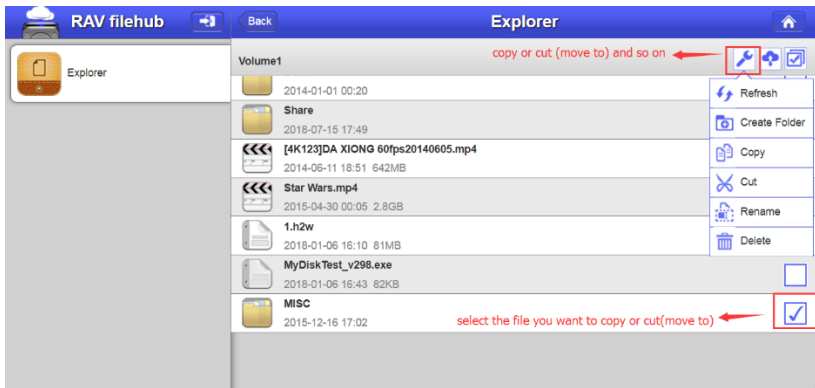 RAV filehub
Back
Explorer
Explorer
Volume1
copy or cut (move to) and so on
2014-01-01 00:20
Share
2018-07-15 17:49
[4K123]DA XIONG 60fps20140605.mp4
2014-06-11 18:51 642MB
Star Wars.mp4
2015-04-30 00:05 2.8GB
1.h2w
2018-01-06 16:10 81MB
MyDiskTest_v298.exe
2018-01-06 16:43 82KB
MISC
2015-12-16 17:02
select the file you want to copy or cut(move to)
Refresh
Create Folder
Copy
Cut
Rename
Delete